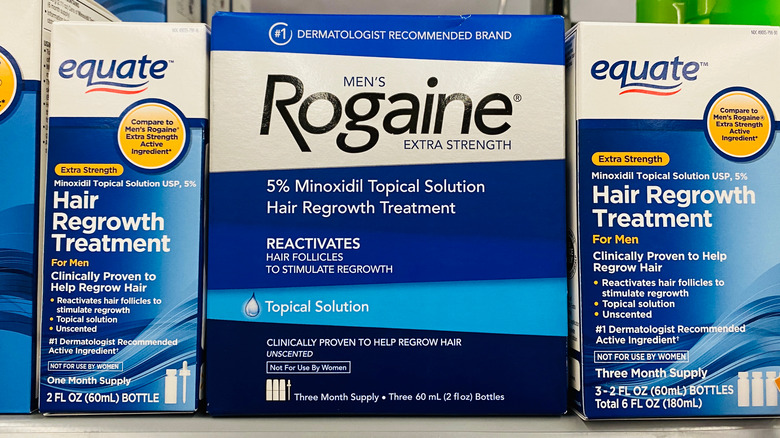 equate™
Compare to
Men's Rogaine®
Extra Strength
Active
Ingredient*
Extra Strength
Minoxidil Topical Solution USP, 5%
Hair
Regrowth
Treatment
For Men
Clinically Proven to
Help Regrow Hair
• Reactivates hair follicles to
stimulate regrowth
• Topical solution
• Unscented
#1 Dermatologist Recommended
Active Ingredient†
NOT FOR USE BY WOMEN
One Month Supply
2 FL OZ (60mL) BOTTLE
#1 DERMATOLOGIST RECOMMENDED BRAND
MEN'S
Rogaine®
EXTRA STRENGTH
5% Minoxidil Topical Solution
Hair Regrowth Treatment
REACTIVATES
HAIR FOLLICLES
TO STIMULATE REGROWTH
Topical Solution
CLINICALLY PROVEN TO HELP REGROW HAIR
UNSCENTED
Not For Use By Women
Three Month Supply • Three 60 mL (2 fl oz) Bottles
equate™
Compare to
Men's Rogaine®
Extra Strength
Active
Ingredient*
Extra Strength
Minoxidil Topical Solution USP, 5%
Hair Regrowth
Treatment
For Men
Clinically Proven to Help
Regrow Hair
• Reactivates hair follicles to
stimulate regrowth
• Topical solution
• Unscented
#1 Dermatologist Recommended
Active Ingredient†
NOT FOR USE BY WOMEN
Three Month Supply
3-2 FL OZ (60mL) BOTTLES
Total 6 FL OZ (180mL)